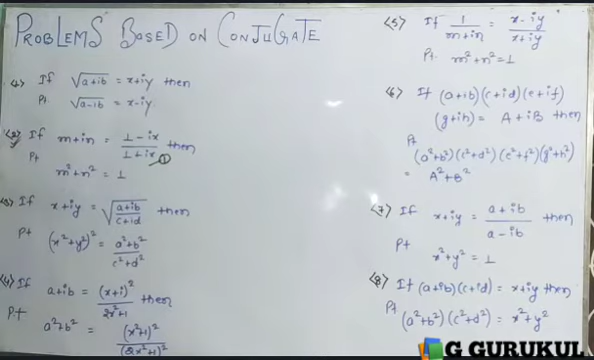 PROBLEMS BASED ON CONJUGATE
<1> If √(a+ib) = x+iy then
Pt √(a-ib) = x-iy
<2> If m+in = (1-ix)/(1+ix) then ①
Pt
m²+n² = 1
<3> If x+iy = √((a+ib)/(c+id)) then
Pt (x²+y²)² = (a²+b²)/(c²+d²)
<4> If a+ib = (x+i)²/(2x²+1) then
Pt a²+b² = (x²+1)²/(2x²+1)²
<5> If 1/(m+in) = (x-iy)/(x+iy)
Pt m²+n²=1
<6> If (a+ib)(c+id)(e+if)
(g+ih) = A+iB then
Pt
(a²+b²)(c²+d²)(e²+f²)(g²+h²)
= A²+B²
<7> If x+iy = (a+ib)/(a-ib) then
Pt x²+y² = 1
<8> If (a+ib)(c+id) = x+iy then
Pt (a²+b²)(c²+d²) = x²+y²
G GURUKUL